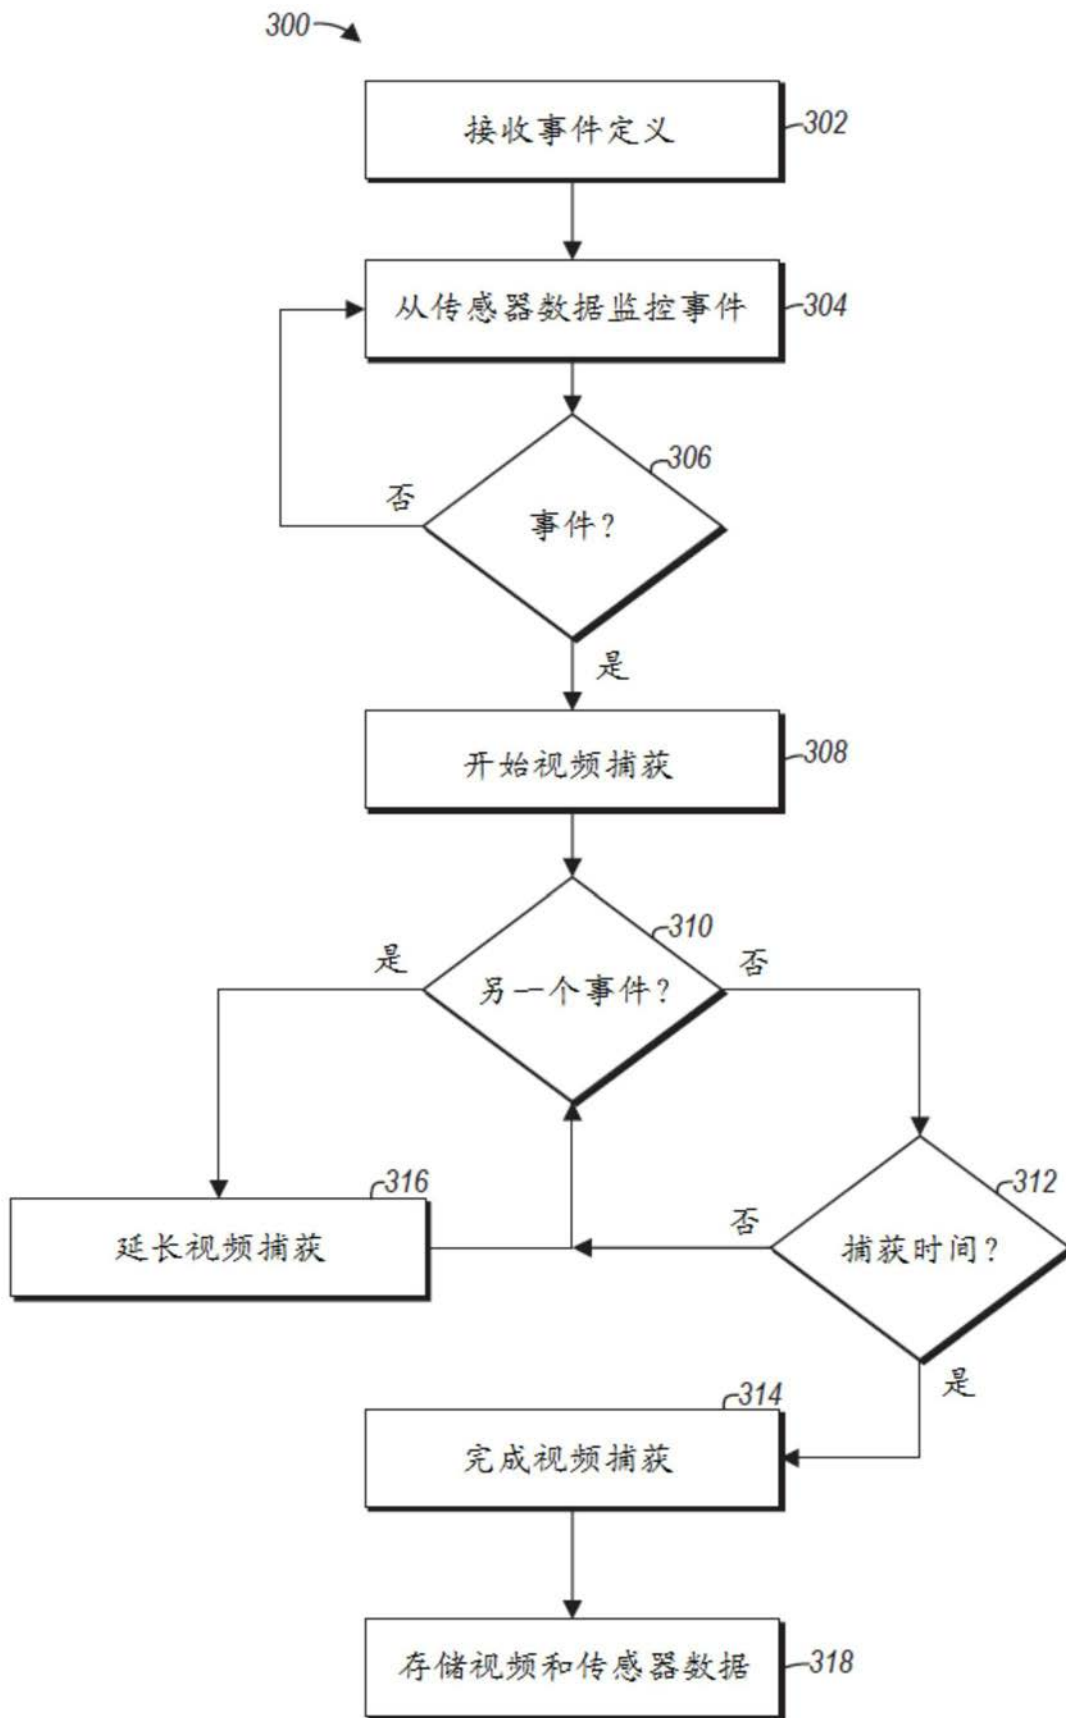 300
接收事件定义
302
从传感器数据监控事件
304
306
否
事件?
是
开始视频捕获
308
310
是
否
另一个事件?
316
312
延长视频捕获
否
捕获时间?
是
314
完成视频捕获
存储视频和传感器数据
318